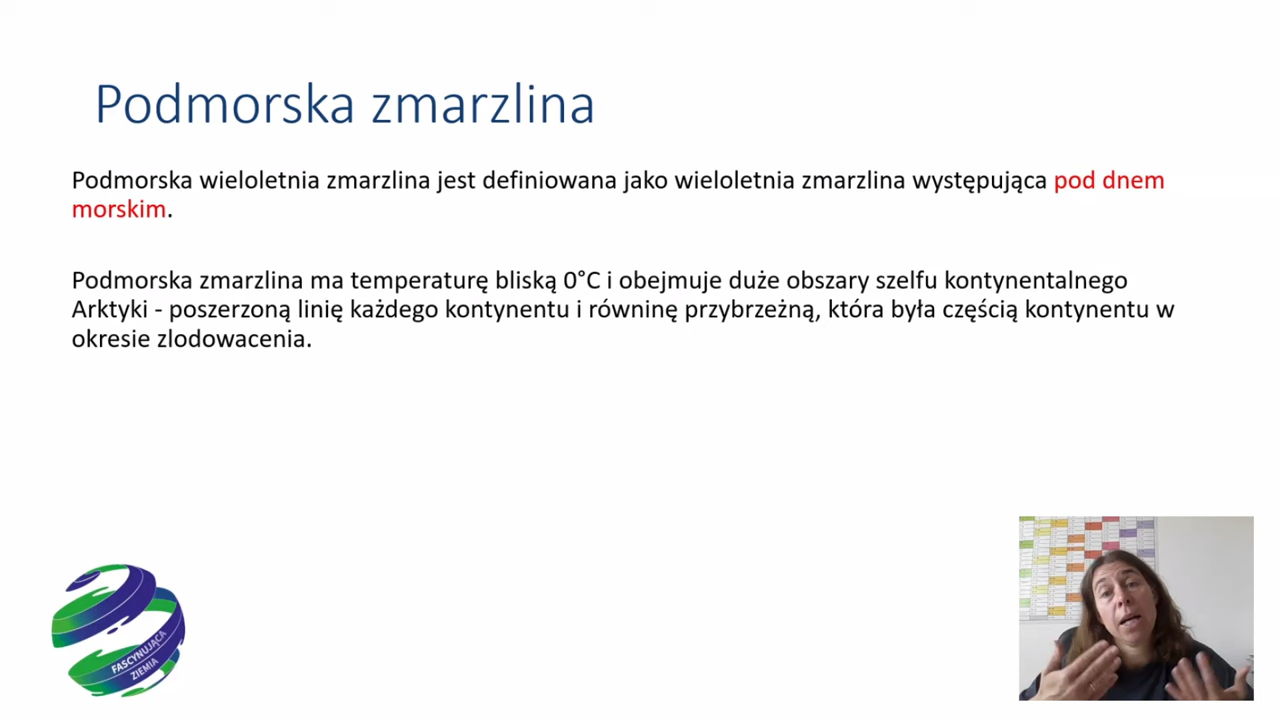 Podmorska zmarzlina
Podmorska wieloletnia zmarzlina jest definiowana jako wieloletnia zmarzlina występująca pod dnem
morskim.
Podmorska zmarzlina ma temperaturę bliską 0°C i obejmuje duże obszary szelfu kontynentalnego
Arktyki - poszerzoną linię każdego kontynentu i równinę przybrzeżną, która była częścią kontynentu w
okresie zlodowacenia.
FASCYNUJĄCA
ZIEMIA